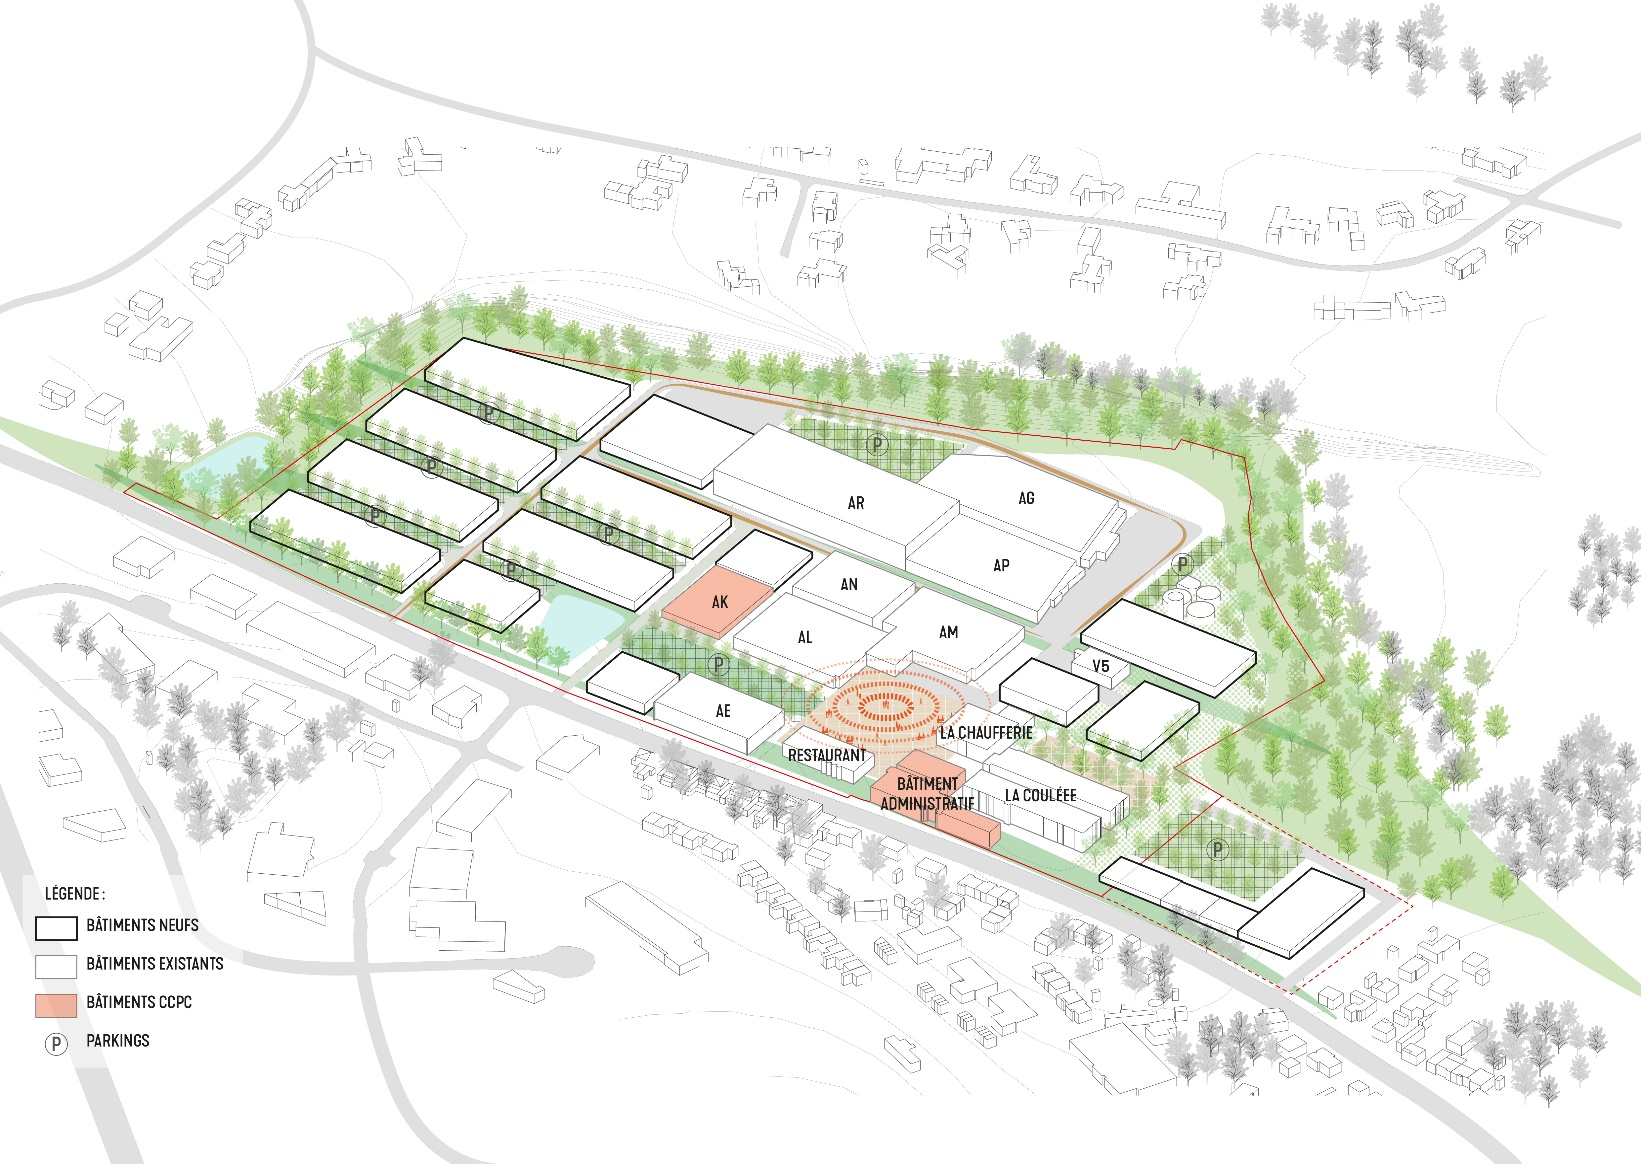 P
P
AG
AR
P
P
P
AP
P
P
AN
AK
AM
AL
P
V5
AE
LA CHAUFFERIE
RESTAURANT
BÂTIMENT
ADMINISTRATIF
LA COULÉEE
P
LÉGENDE :
BÂTIMENTS NEUFS
BÂTIMENTS EXISTANTS
BÂTIMENTS CCPC
P PARKINGS